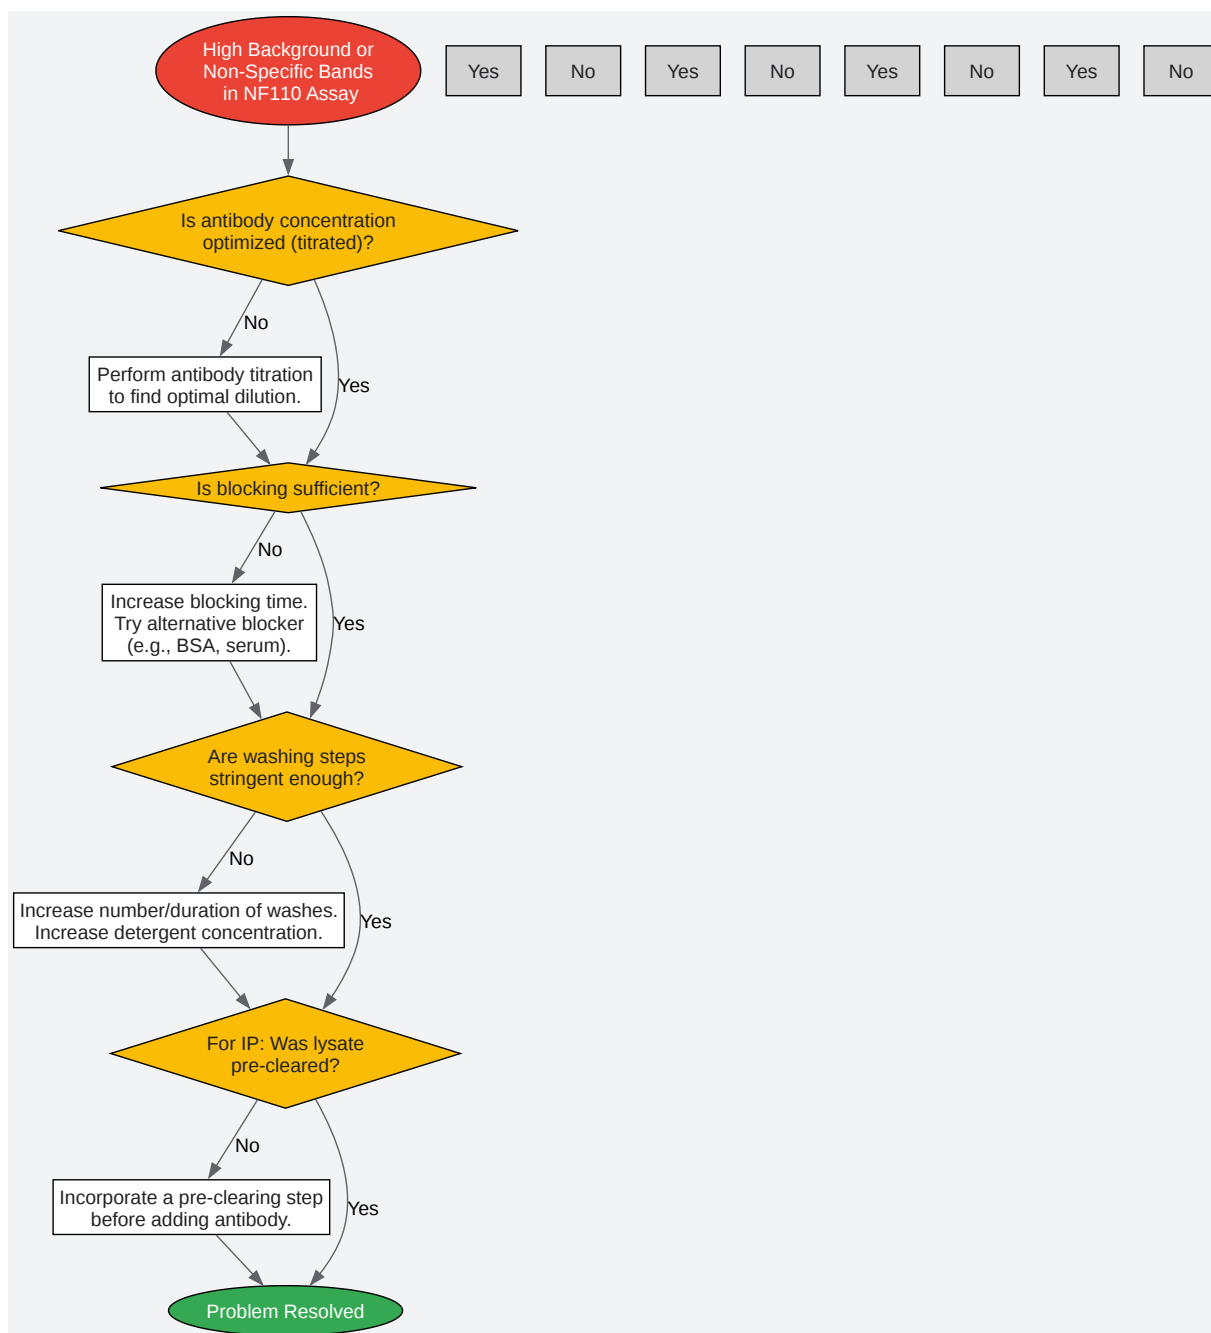 High Background or
Non-Specific Bands
in NF110 Assay
Yes
No
Yes
No
Yes
No
Yes
No
Is antibody concentration
optimized (titrated)?
No
Perform antibody titration
to find optimal dilution.
Yes
Is blocking sufficient?
No
Increase blocking time.
Try alternative blocker
(e.g., BSA, serum).
Yes
Are washing steps
stringent enough?
No
Increase number/duration of washes.
Increase detergent concentration.
Yes
For IP: Was lysate
pre-cleared?
No
Incorporate a pre-clearing step
before adding antibody.
Yes
Problem Resolved